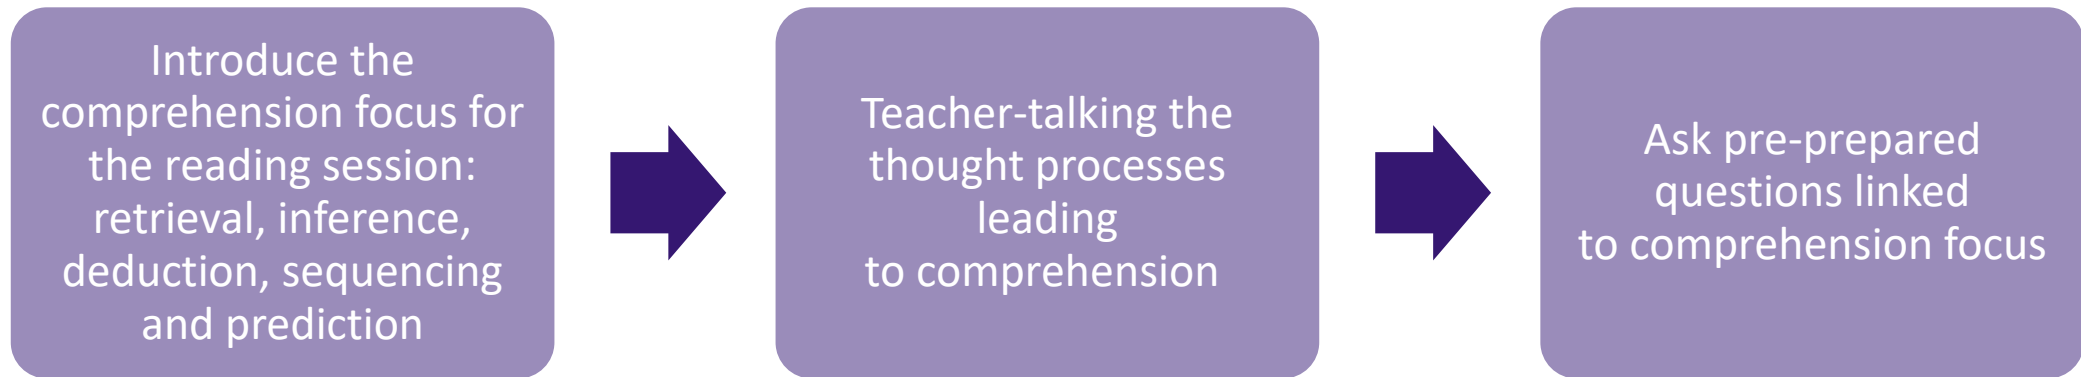 Introduce the
comprehension focus for
the reading session:
retrieval, inference,
deduction, sequencing
and prediction
Teacher-talking the
thought processes
leading
to comprehension
Ask pre-prepared
questions linked
to comprehension focus